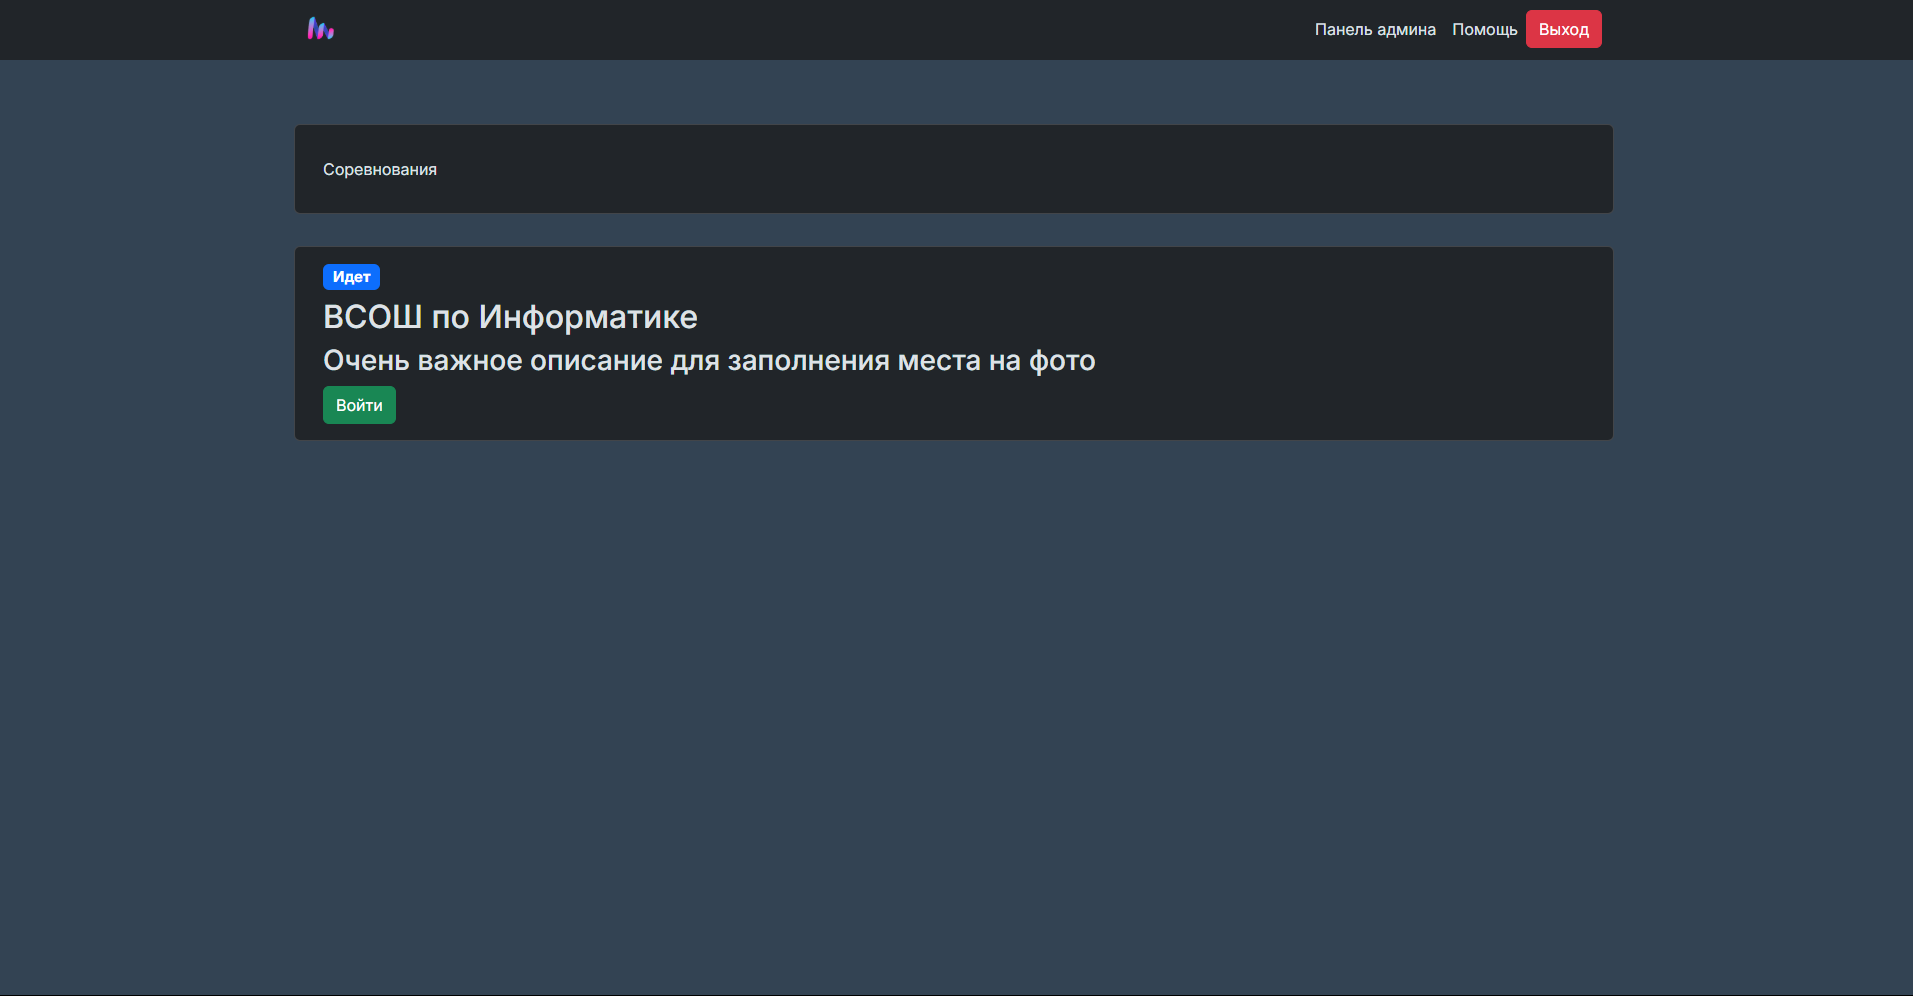 Панель админа Помощь Выход
Соревнования
Идет
ВСОШ по Информатике
Очень важное описание для заполнения места на фото
Войти